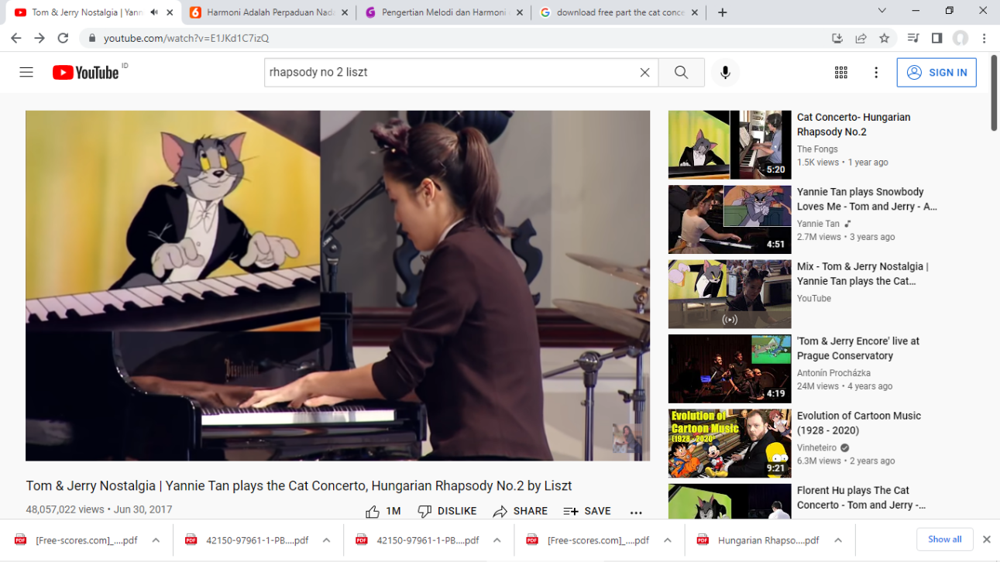 Tom & Jerry Nostalgia | Yann
Harmoni Adalah Perpaduan Nada
Pengertian Melodi dan Harmoni
download free part the cat conce
youtube.com/watch?v=E1JKd1C7izQ
YouTube ID
rhapsody no 2 liszt
SIGN IN
Tom & Jerry Nostalgia | Yannie Tan plays the Cat Concerto, Hungarian Rhapsody No.2 by Liszt
48,057,022 views • Jun 30, 2017
1M DISLIKE SHARE SAVE
5:20
Cat Concerto- Hungarian
Rhapsody No.2
The Fongs
1.5K views • 1 year ago
4:51
Yannie Tan plays Snowbody
Loves Me - Tom and Jerry - A...
Yannie Tan
2.7M views • 3 years ago
Mix - Tom & Jerry Nostalgia |
Yannie Tan plays the Cat...
YouTube
4:19
'Tom & Jerry Encore' live at
Prague Conservatory
Antonín Procházka
24M views • 4 years ago
Evolution of
Cartoon Music
(1928 - 2020)
9:21
Evolution of Cartoon Music
(1928 - 2020)
Vinheteiro
6.3M views • 2 years ago
Florent Hu plays The Cat
Concerto - Tom and Jerry -...
[Free-scores.com]_....pdf
42150-97961-1-PB....pdf
42150-97961-1-PB....pdf
[Free-scores.com]_....pdf
Hungarian Rhapso....pdf
Show all